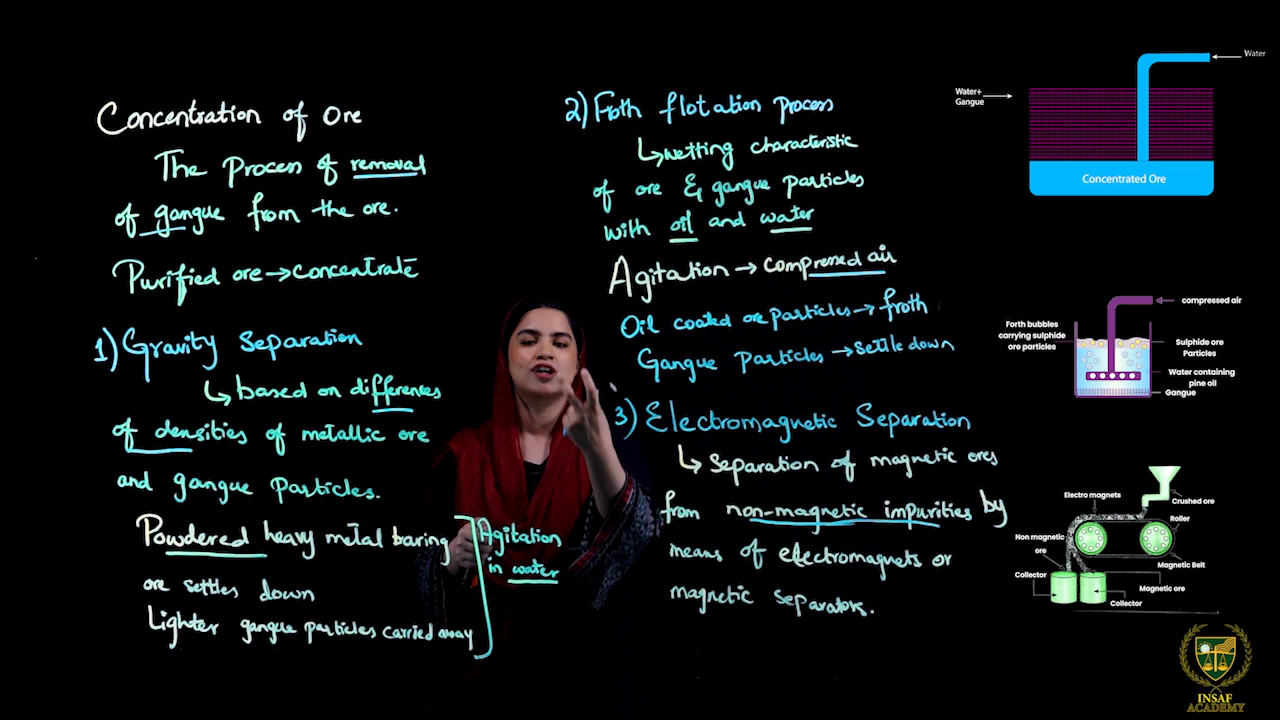 Concentration of Ore
The Process of removal
of gangue from the ore.
Purified ore → concentrate
1) Gravity Separation
↳ based on differences
of densities of metallic ore
and gangue particles.
Powdered heavy metal baring
ore settles down
Lighter gangue particles carried away
Agitation
in water
2) Froth flotation process
↳ wetting characteristic
of ore & gangue particles
with oil and water
Agitation → compressed air
Oil coated ore particles → froth
Gangue Particles → settle down
3) Electromagnetic Separation
↳ Separation of magnetic ores
from non-magnetic impurities by
means of electromagnets or
magnetic separators.
Water
Water+
Gangue
Concentrated Ore
compressed air
Forth bubbles
carrying sulphide
ore particles
Sulphide ore
Particles
Water containing
pine oil
Gangue
Electro magnets
Crushed ore
Roller
Non magnetic
ore
Magnetic Belt
Collector
Magnetic ore
Collector
INSAF
ACADEMY